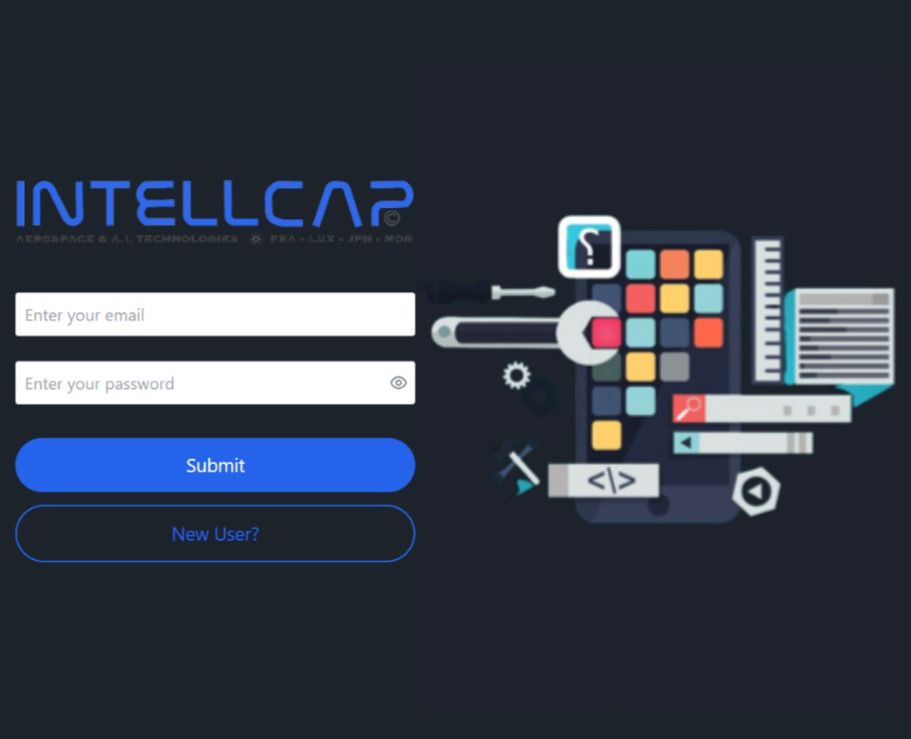 INTELLCAP©
AEROSPACE & A.I. TECHNOLOGIES FRA - LUX - JPN - MOR
Enter your email
Enter your password
Submit
New User?
?
<\>